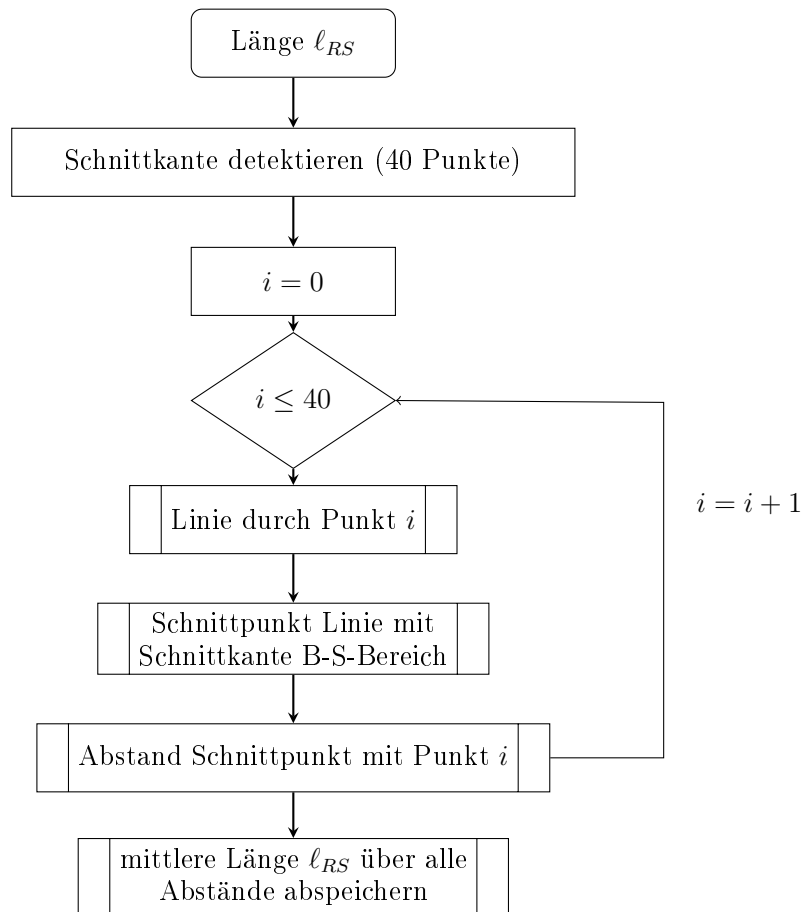 Länge ℓ_RS
Schnittkante detektieren (40 Punkte)
i = 0
i ≤ 40
i = i + 1
Linie durch Punkt i
Schnittpunkt Linie mit
Schnittkante B-S-Bereich
Abstand Schnittpunkt mit Punkt i
mittlere Länge ℓ_RS über alle
Abstände abspeichern